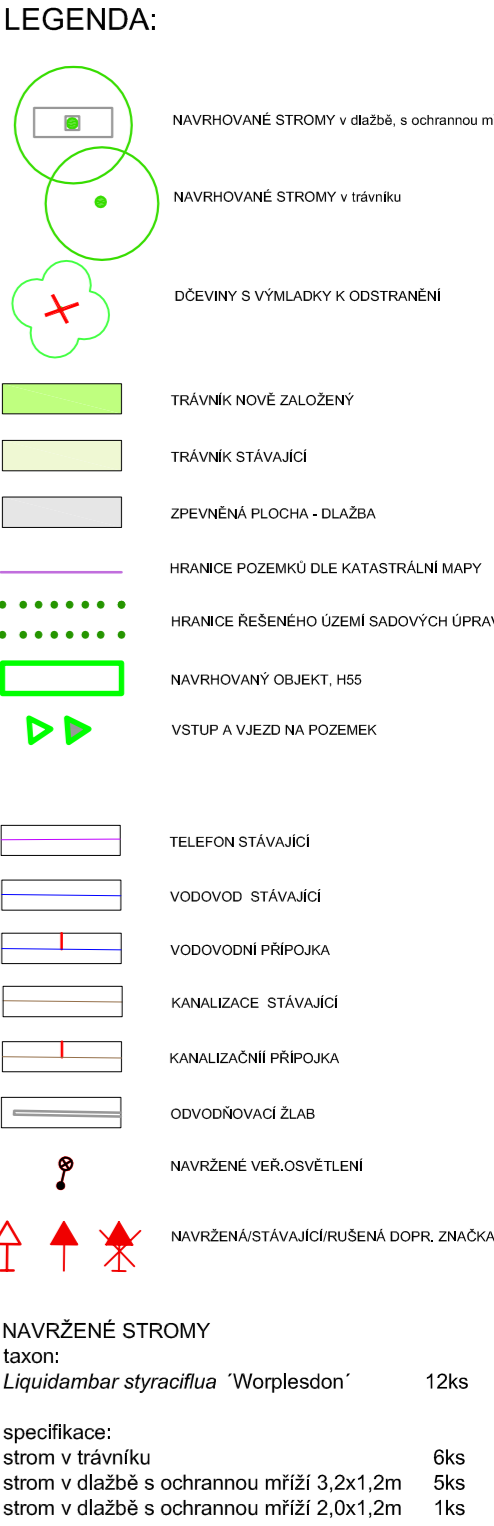 LEGENDA:
NAVRHOVANÉ STROMY v dlažbě, s ochrannou m
NAVRHOVANÉ STROMY v trávníku
DČEVINY S VÝMLADKY K ODSTRANĚNÍ
TRÁVNÍK NOVĚ ZALOŽENÝ
TRÁVNÍK STÁVAJÍCÍ
ZPEVNĚNÁ PLOCHA - DLAŽBA
HRANICE POZEMKŮ DLE KATASTRÁLNÍ MAPY
HRANICE ŘEŠENÉHO ÚZEMÍ SADOVÝCH ÚPRAV
NAVRHOVANÝ OBJEKT, H55
VSTUP A VJEZD NA POZEMEK
TELEFON STÁVAJÍCÍ
VODOVOD STÁVAJÍCÍ
VODOVODNÍ PŘÍPOJKA
KANALIZACE STÁVAJÍCÍ
KANALIZAČNÍÍ PŘÍPOJKA
ODVODŇOVACÍ ŽLAB
NAVRŽENÉ VEŘ.OSVĚTLENÍ
NAVRŽENÁ/STÁVAJÍCÍ/RUŠENÁ DOPR. ZNAČKA
NAVRŽENÉ STROMY
taxon:
Liquidambar styraciflua ´Worplesdon´ 12ks
specifikace:
strom v trávníku 6ks
strom v dlažbě s ochrannou mříží 3,2x1,2m 5ks
strom v dlažbě s ochrannou mříží 2,0x1,2m 1ks